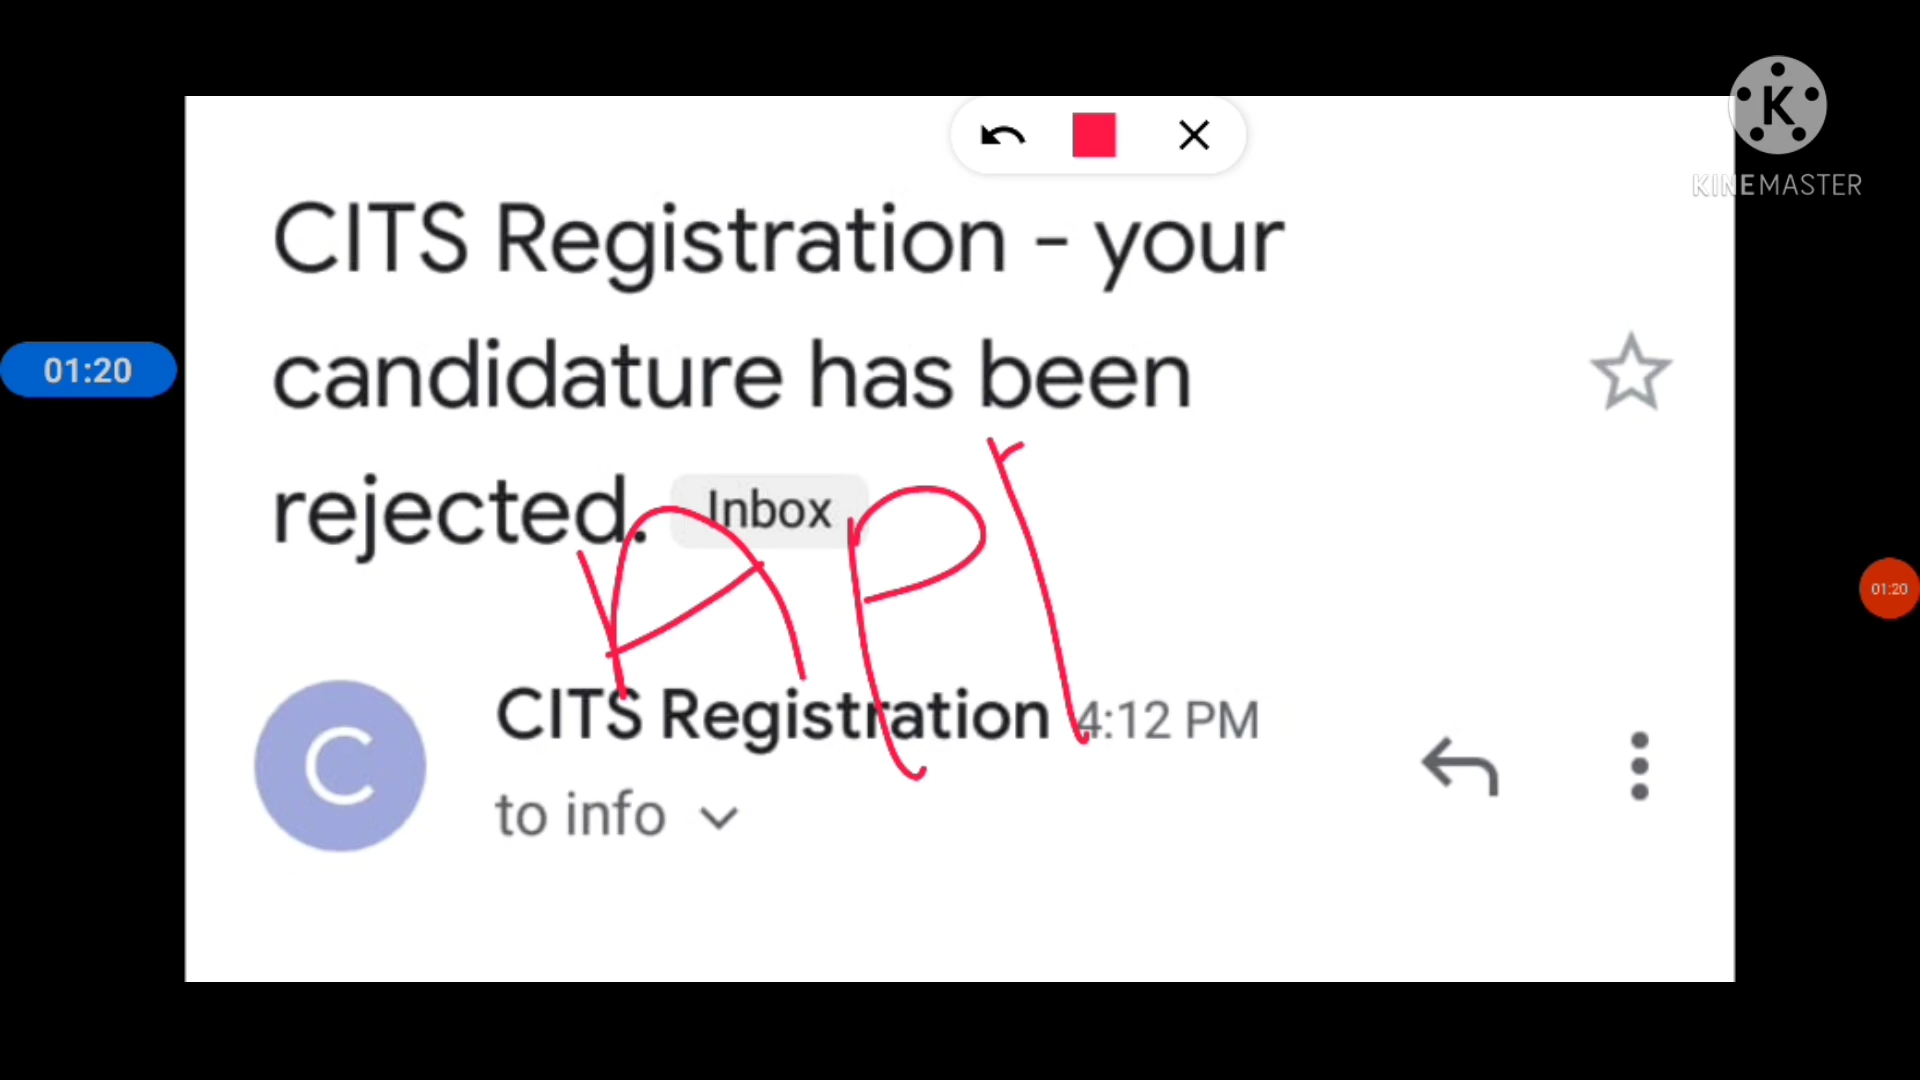 K
KINEMASTER
CITS Registration - your
candidature has been
rejected. Inbox
01:20
API
01:20
C
CITS Registration 4:12 PM
to info